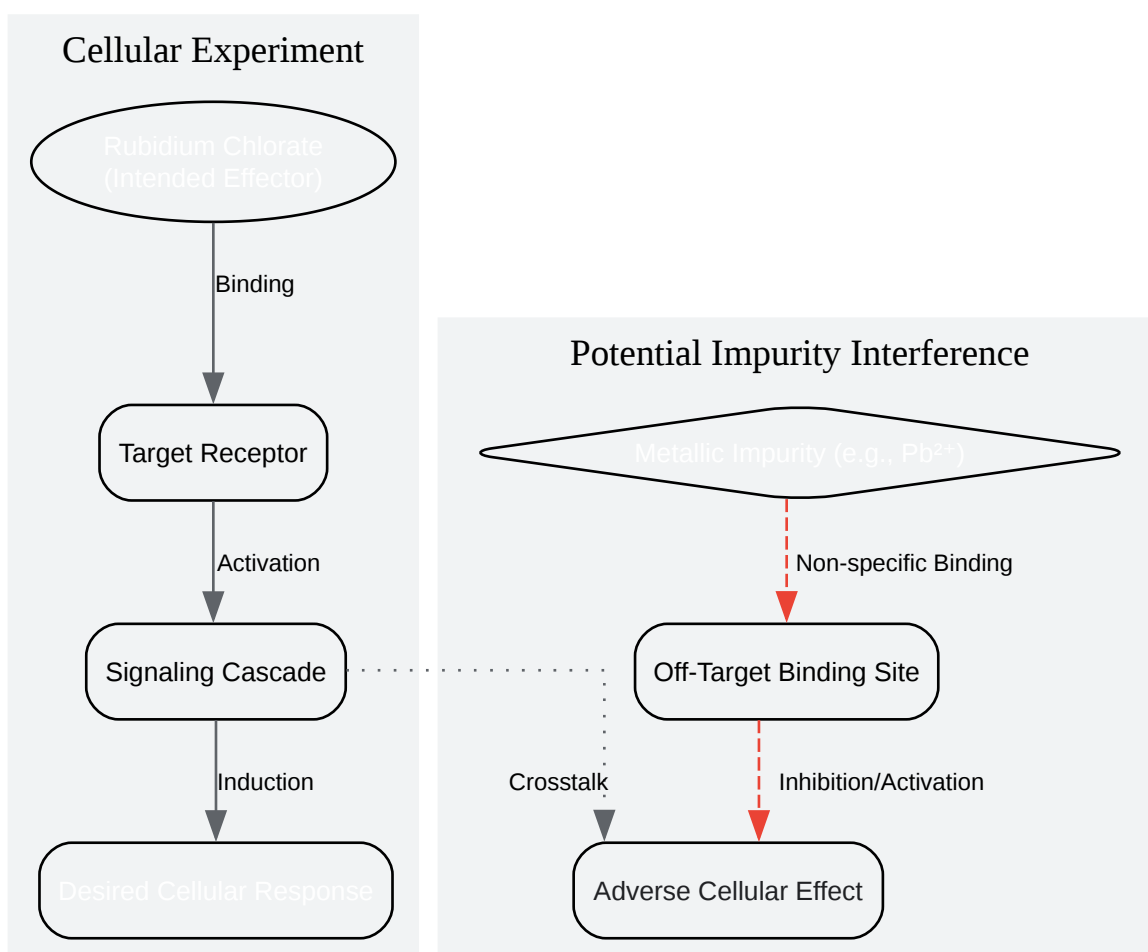 Cellular Experiment
Rubidium Chlorate
(Intended Effector)
Binding
Target Receptor
Activation
Signaling Cascade
Induction
Desired Cellular Response
Potential Impurity Interference
Metallic Impurity (e.g., Pb²⁺)
Non-specific Binding
Off-Target Binding Site
Crosstalk
Inhibition/Activation
Adverse Cellular Effect